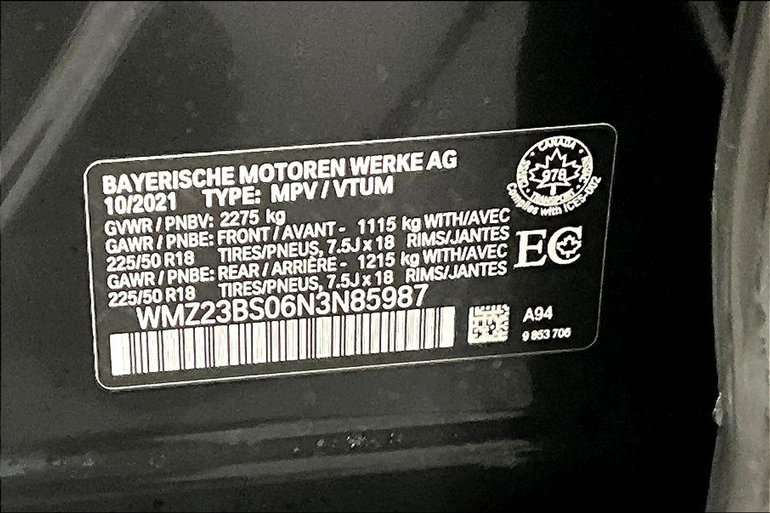 BAYERISCHE MOTOREN WERKE AG
10/2021 TYPE: MPV / VTUM
GVWR / PNBV: 2275 kg
GAWR / PNBE: FRONT / AVANT - 1115 kg WITH/AVEC
225/50 R18 TIRES/PNEUS, 7.5J x 18 RIMS/JANTES
GAWR / PNBE: REAR / ARRIÈRE - 1215 kg WITH/AVEC
225/50 R18 TIRES/PNEUS, 7.5J x 18 RIMS/JANTES
WMZ23BS06N3N85987
CANADA
978
TRANSPORT
Complies with ICES-002
EC
A94
9 853 706